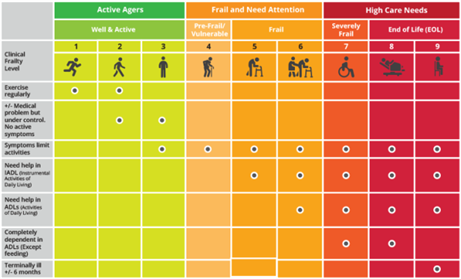 Active Agers
Frail and Need Attention
High Care Needs
Well & Active
Pre-Frail/
Vulnerable
Frail
Severely
Frail
End of Life (EOL)
Clinical
Frailty
Level
1
2
3
4
5
6
7
8
9
Exercise
regularly
+/- Medical
problem but
under control.
No active
symptoms
Symptoms limit
activities
Need help in
IADL (Instrumental
Activities of
Daily Living)
Need help in
ADLs (Activities
of Daily Living)
Completely
dependent in
ADLs (Except
feeding)
Terminally ill
+/- 6 months